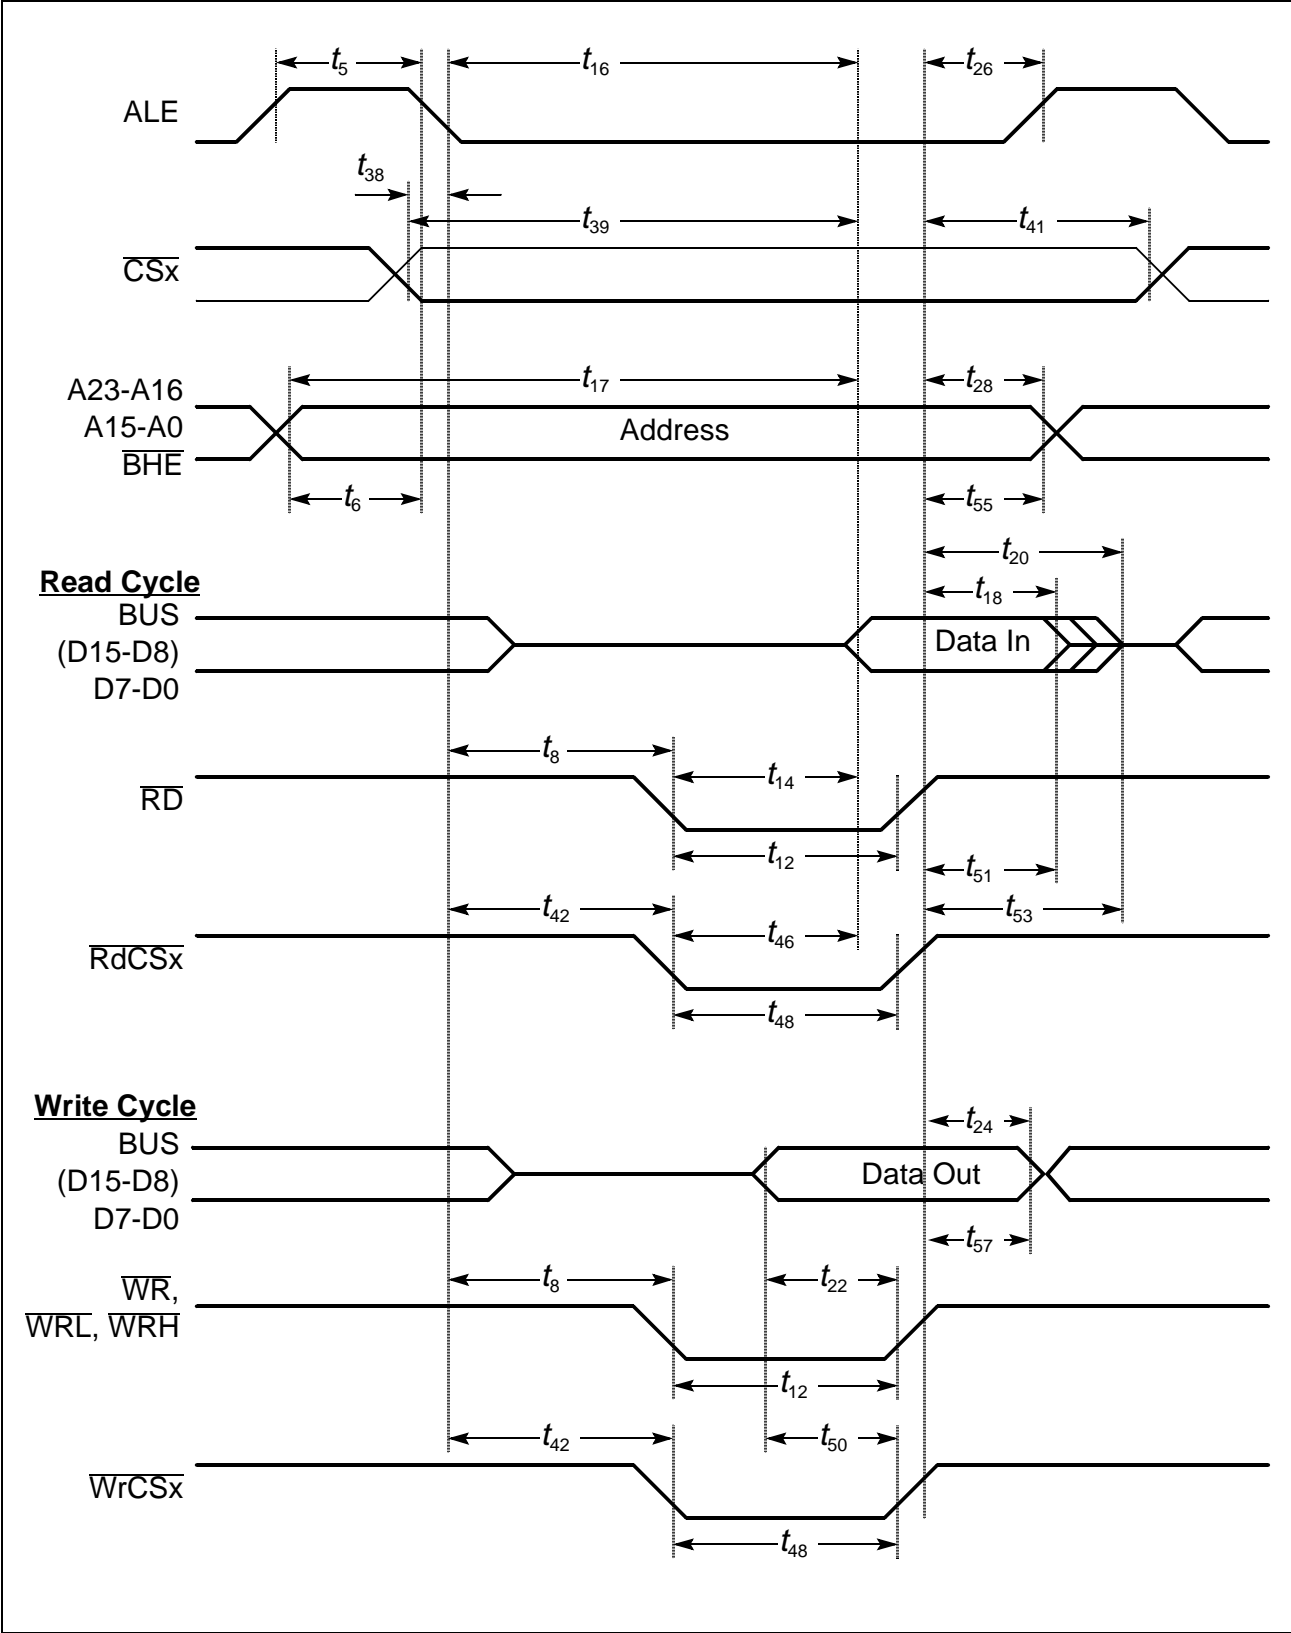 t5
t16
t26
ALE
t38
t39
t41
CSx
t17
t28
A23-A16
A15-A0
BHE
Address
t6
t55
t20
Read Cycle
t18
BUS
(D15-D8)
D7-D0
Data In
t8
t14
RD
t12
t51
t42
t53
t46
RdCSx
t48
Write Cycle
t24
BUS
(D15-D8)
D7-D0
Data Out
t57
t8
t22
WR,
WRL, WRH
t12
t42
t50
WrCSx
t48